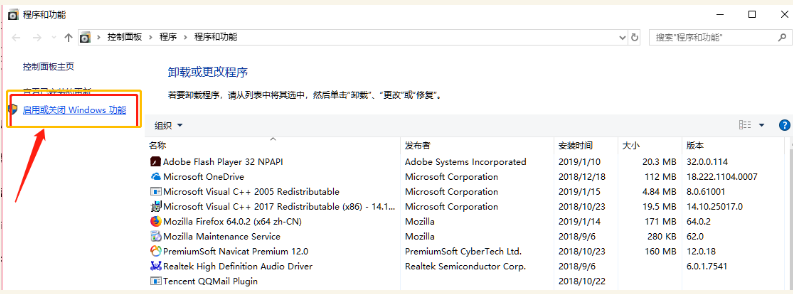 程序和功能
控制面板 > 程序 > 程序和功能
搜索"程序和功能"
控制面板主页
启用或关闭 Windows 功能
卸载或更改程序
若要卸载程序，请从列表中将其选中，然后单击"卸载"、"更改"或"修复"。
组织
名称 发布者 安装时间 大小 版本
Adobe Flash Player 32 NPAPI Adobe Systems Incorporated 2019/1/10 20.3 MB 32.0.0.114
Microsoft OneDrive Microsoft Corporation 2018/12/18 112 MB 18.222.1104.0007
Microsoft Visual C++ 2005 Redistributable Microsoft Corporation 2019/1/15 4.84 MB 8.0.61001
Microsoft Visual C++ 2017 Redistributable (x86) - 14.1... Microsoft Corporation 2018/10/23 19.5 MB 14.10.25017.0
Mozilla Firefox 64.0.2 (x64 zh-CN) Mozilla 2019/1/14 171 MB 64.0.2
Mozilla Maintenance Service Mozilla 2018/9/6 280 KB 62.0
PremiumSoft Navicat Premium 12.0 PremiumSoft CyberTech Ltd. 2018/10/23 160 MB 12.0.18
Realtek High Definition Audio Driver Realtek Semiconductor Corp. 2018/9/6 6.0.1.7541
Tencent QQMail Plugin 2018/10/22